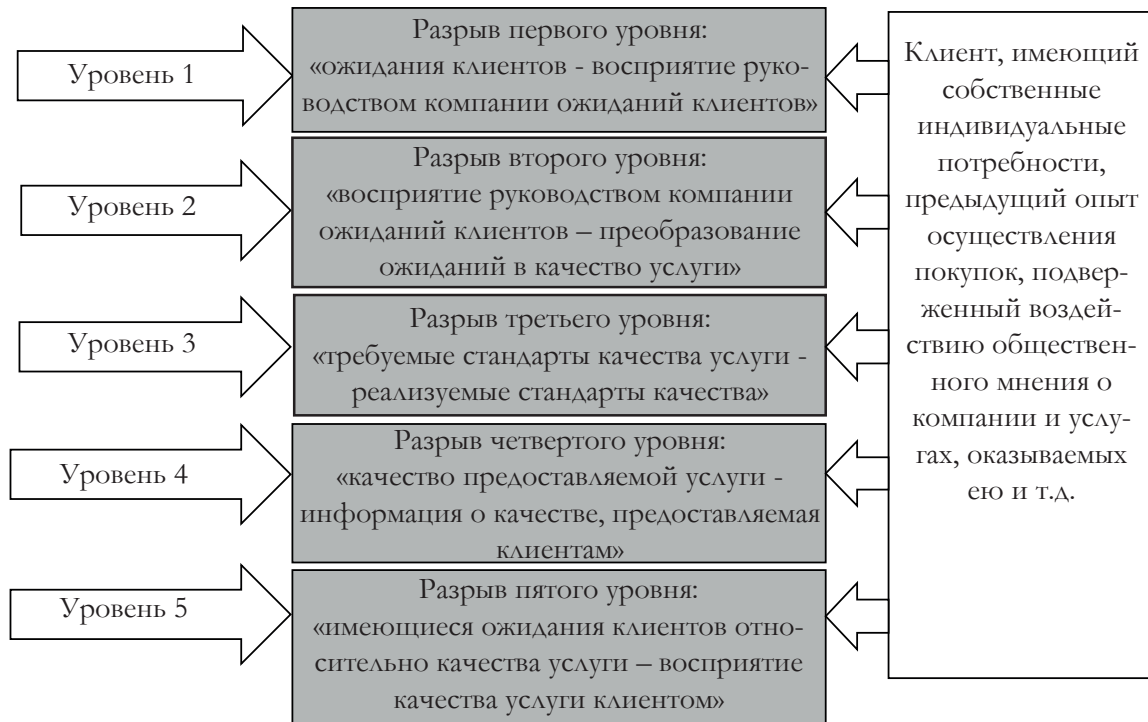 Уровень 1
Разрыв первого уровня:
«ожидания клиентов - восприятие руко-
водством компании ожиданий клиентов»
Уровень 2
Разрыв второго уровня:
«восприятие руководством компании
ожиданий клиентов – преобразование
ожиданий в качество услуги»
Уровень 3
Разрыв третьего уровня:
«требуемые стандарты качества услуги -
реализуемые стандарты качества»
Уровень 4
Разрыв четвертого уровня:
«качество предоставляемой услуги -
информация о качестве, предоставляемая
клиентам»
Уровень 5
Разрыв пятого уровня:
«имеющиеся ожидания клиентов отно-
сительно качества услуги – восприятие
качества услуги клиентом»
Клиент, имеющий
собственные
индивидуальные
потребности,
предыдущий опыт
осуществления
покупок, подвер-
женный воздей-
ствию обществен-
ного мнения о
компании и услу-
гах, оказываемых
ею и т.д.